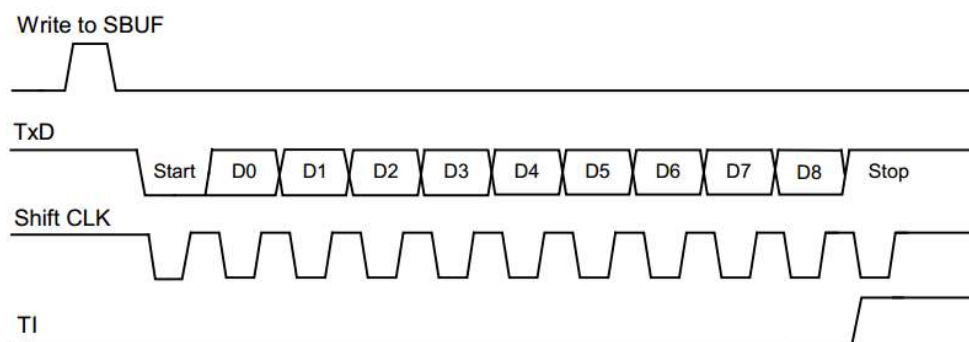 Write to SBUF
TxD
Start D0 D1 D2 D3 D4 D5 D6 D7 D8 Stop
Shift CLK
TI